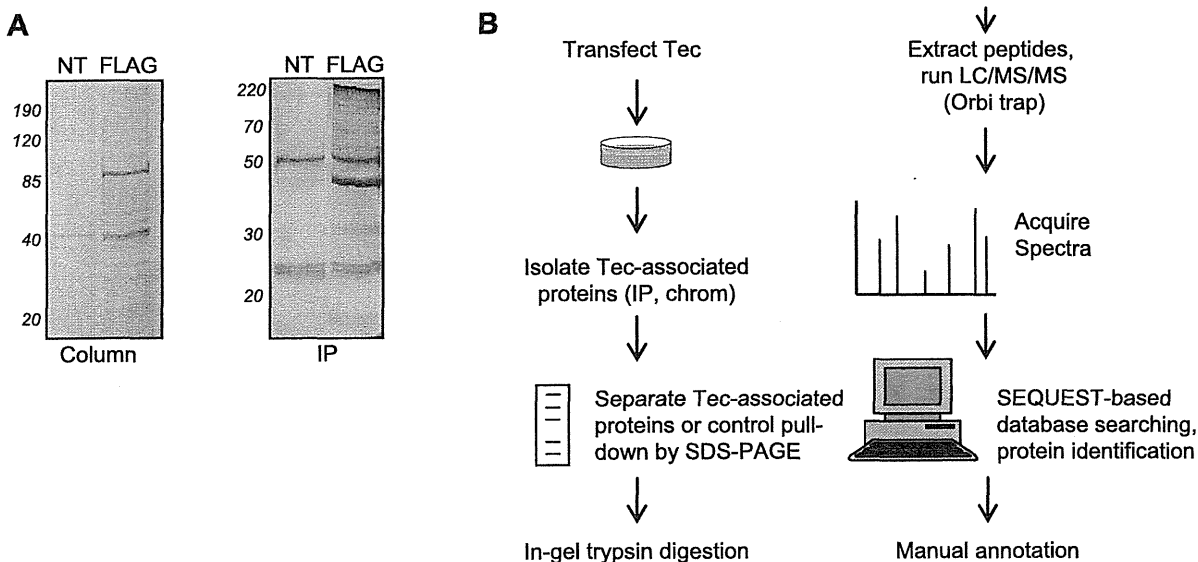 A
NT FLAG
190
120
85
40
20
Column
NT FLAG
220
70
50
30
20
IP
B
Transfect Tec
Isolate Tec-associated
proteins (IP, chrom)
Separate Tec-associated
proteins or control pull-
down by SDS-PAGE
In-gel trypsin digestion
Extract peptides,
run LC/MS/MS
(Orbi trap)
Acquire
Spectra
SEQUEST-based
database searching,
protein identification
Manual annotation